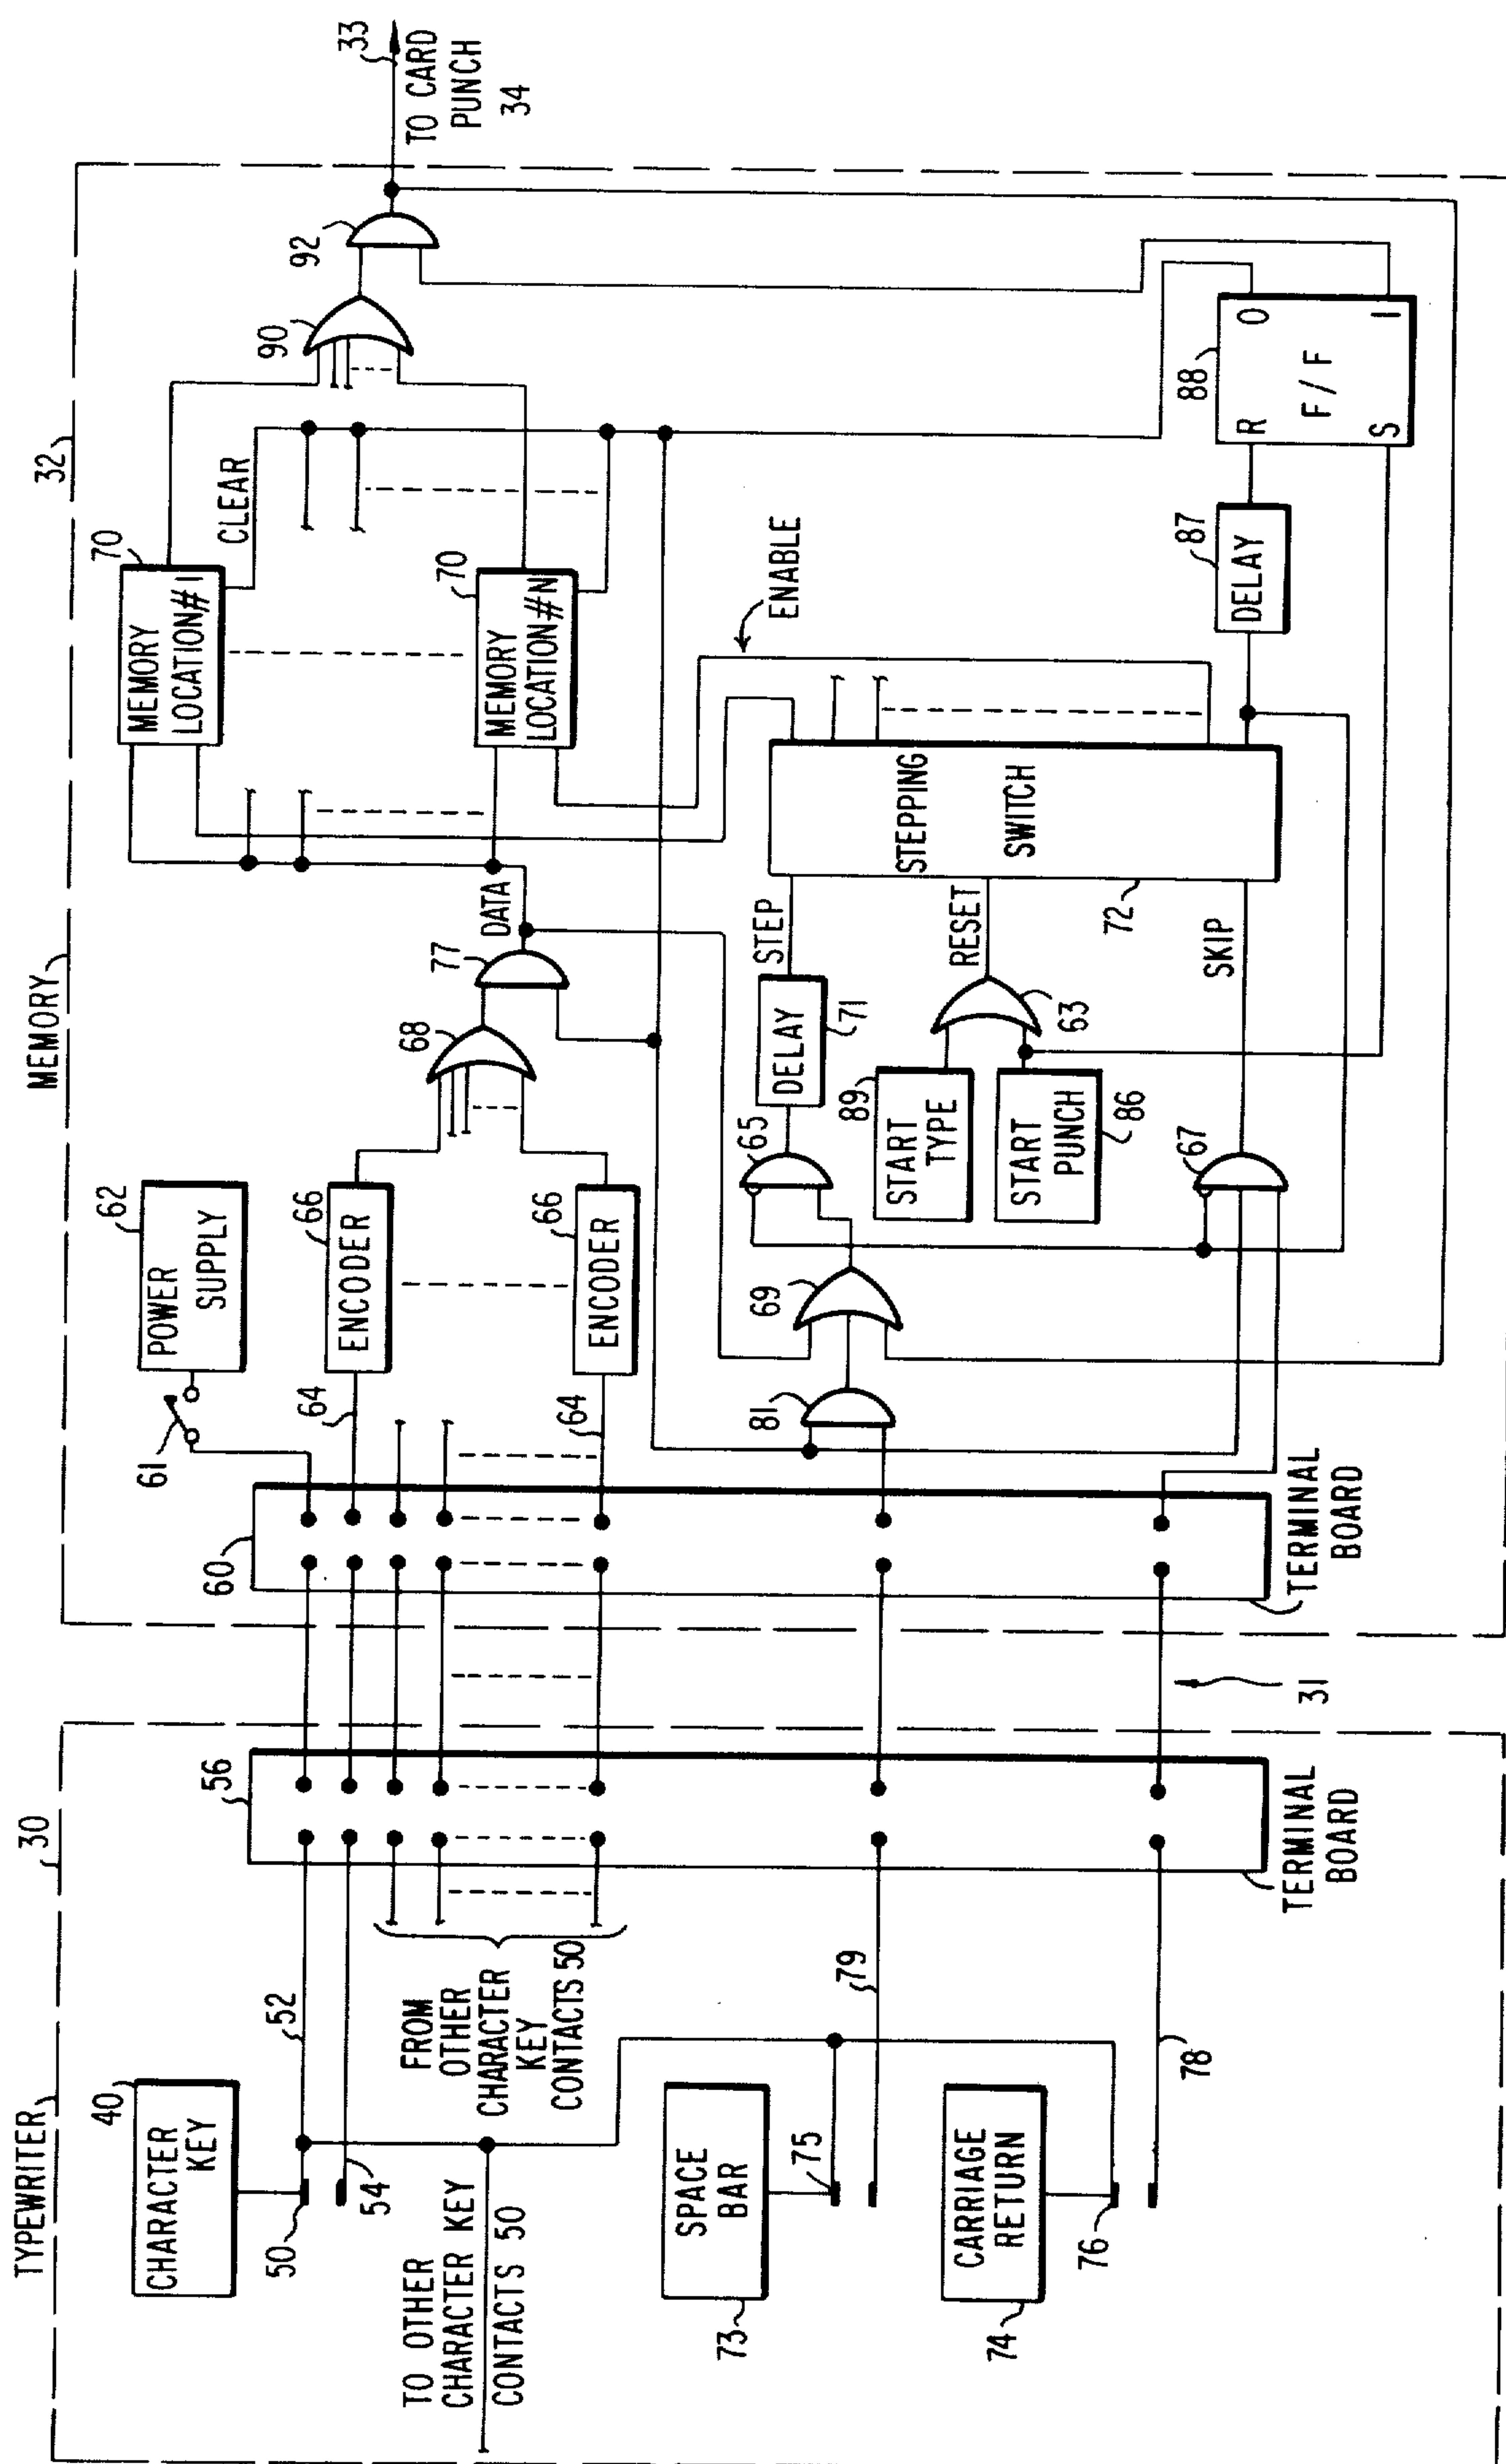 TYPEWRITER
30
CHARACTER
KEY
40
50
52
54
TO OTHER
CHARACTER KEY
CONTACTS 50
FROM
OTHER
CHARACTER
KEY
CONTACTS 50
SPACE
BAR
73
75
79
CARRIAGE
RETURN
74
76
78
56
TERMINAL
BOARD
31
MEMORY
32
60
TERMINAL
BOARD
61
POWER
SUPPLY
62
64
ENCODER
66
64
ENCODER
66
68
77
DATA
MEMORY
LOCATION#1
70
MEMORY
LOCATION#N
70
CLEAR
90
92
33
TO CARD
PUNCH
34
81
69
65
DELAY
71
STEP
START
TYPE
89
START
PUNCH
86
63
RESET
67
SKIP
STEPPING
SWITCH
72
ENABLE
DELAY
87
R
S
F/F
0
1
88